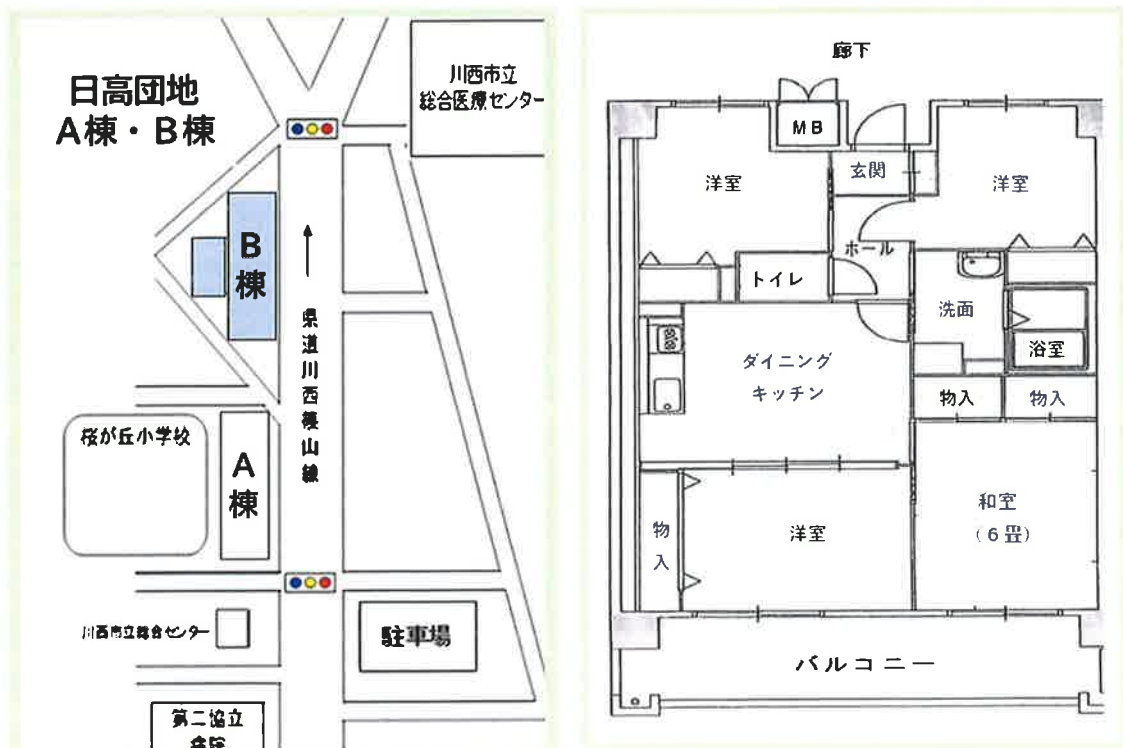 日高団地
A棟・B棟
川西市立
総合医療センター
B
棟
県道川西篠山線
桜が丘小学校
A
棟
川西市立総合センター
駐車場
第二協立
病院
廊下
MB
洋室
玄関
洋室
ホール
トイレ
洗面
浴室
ダイニング
キッチン
物入
物入
物入
洋室
和室
(6畳)
バルコニー